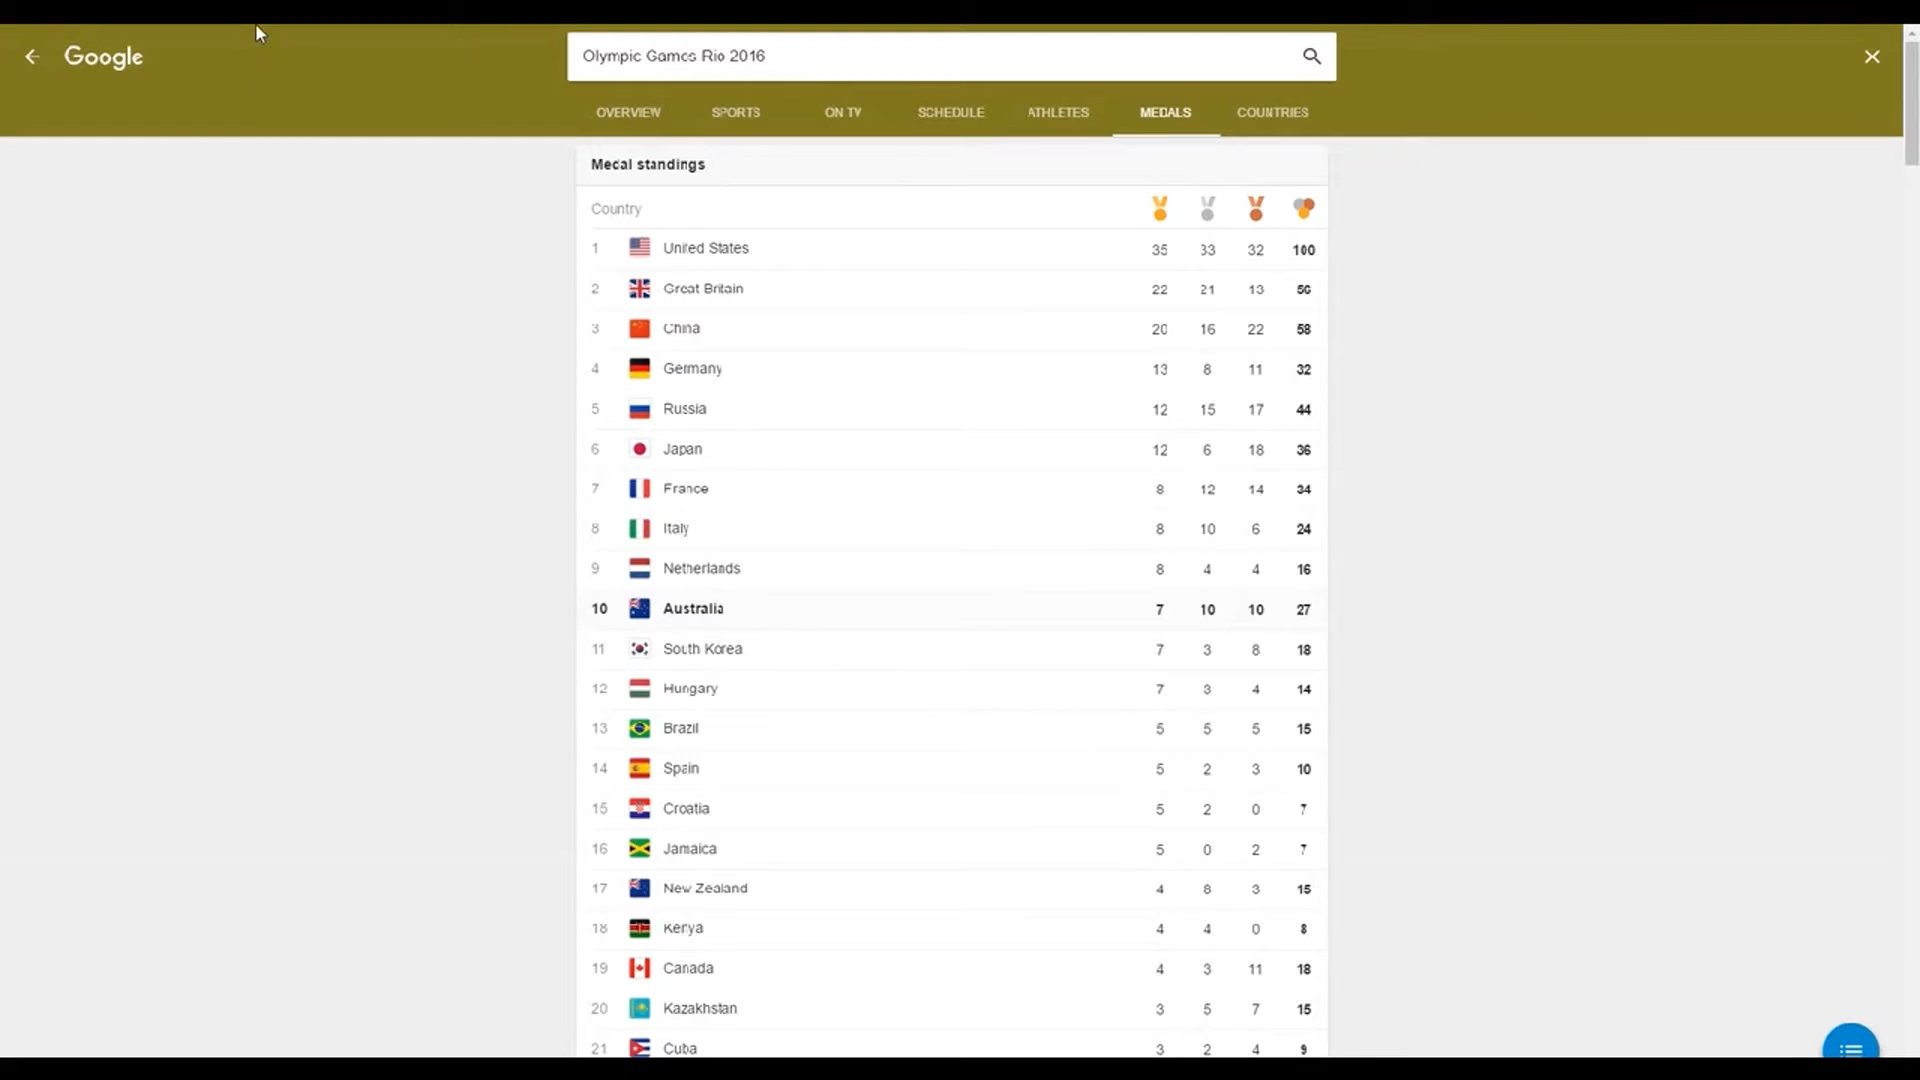 Google
Olympic Games Rio 2016
OVERVIEW SPORTS ON TV SCHEDULE ATHLETES MEDALS COUNTRIES
Medal standings
Country
1 United States 35 33 32 100
2 Great Britain 22 21 13 56
3 China 20 16 22 58
4 Germany 13 8 11 32
5 Russia 12 15 17 44
6 Japan 12 6 18 36
7 France 8 12 14 34
8 Italy 8 10 6 24
9 Netherlands 8 4 4 16
10 Australia 7 10 10 27
11 South Korea 7 3 8 18
12 Hungary 7 3 4 14
13 Brazil 5 5 5 15
14 Spain 5 2 3 10
15 Croatia 5 2 0 7
16 Jamaica 5 0 2 7
17 New Zealand 4 8 3 15
18 Kenya 4 4 0 8
19 Canada 4 3 11 18
20 Kazakhstan 3 5 7 15
21 Cuba 3 2 4 9